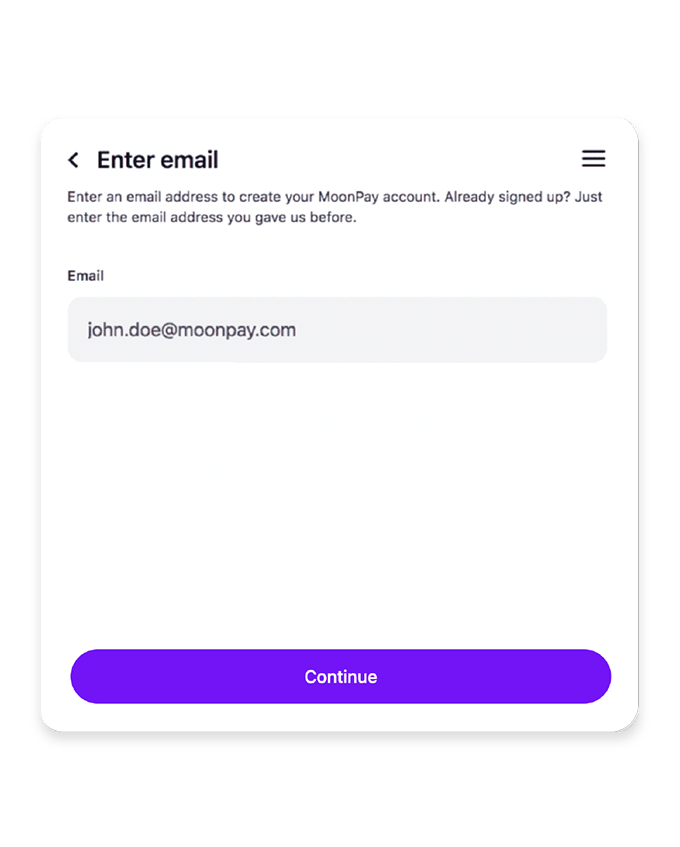 Enter email
Enter an email address to create your MoonPay account. Already signed up? Just
enter the email address you gave us before.
Email
john.doe@moonpay.com
Continue